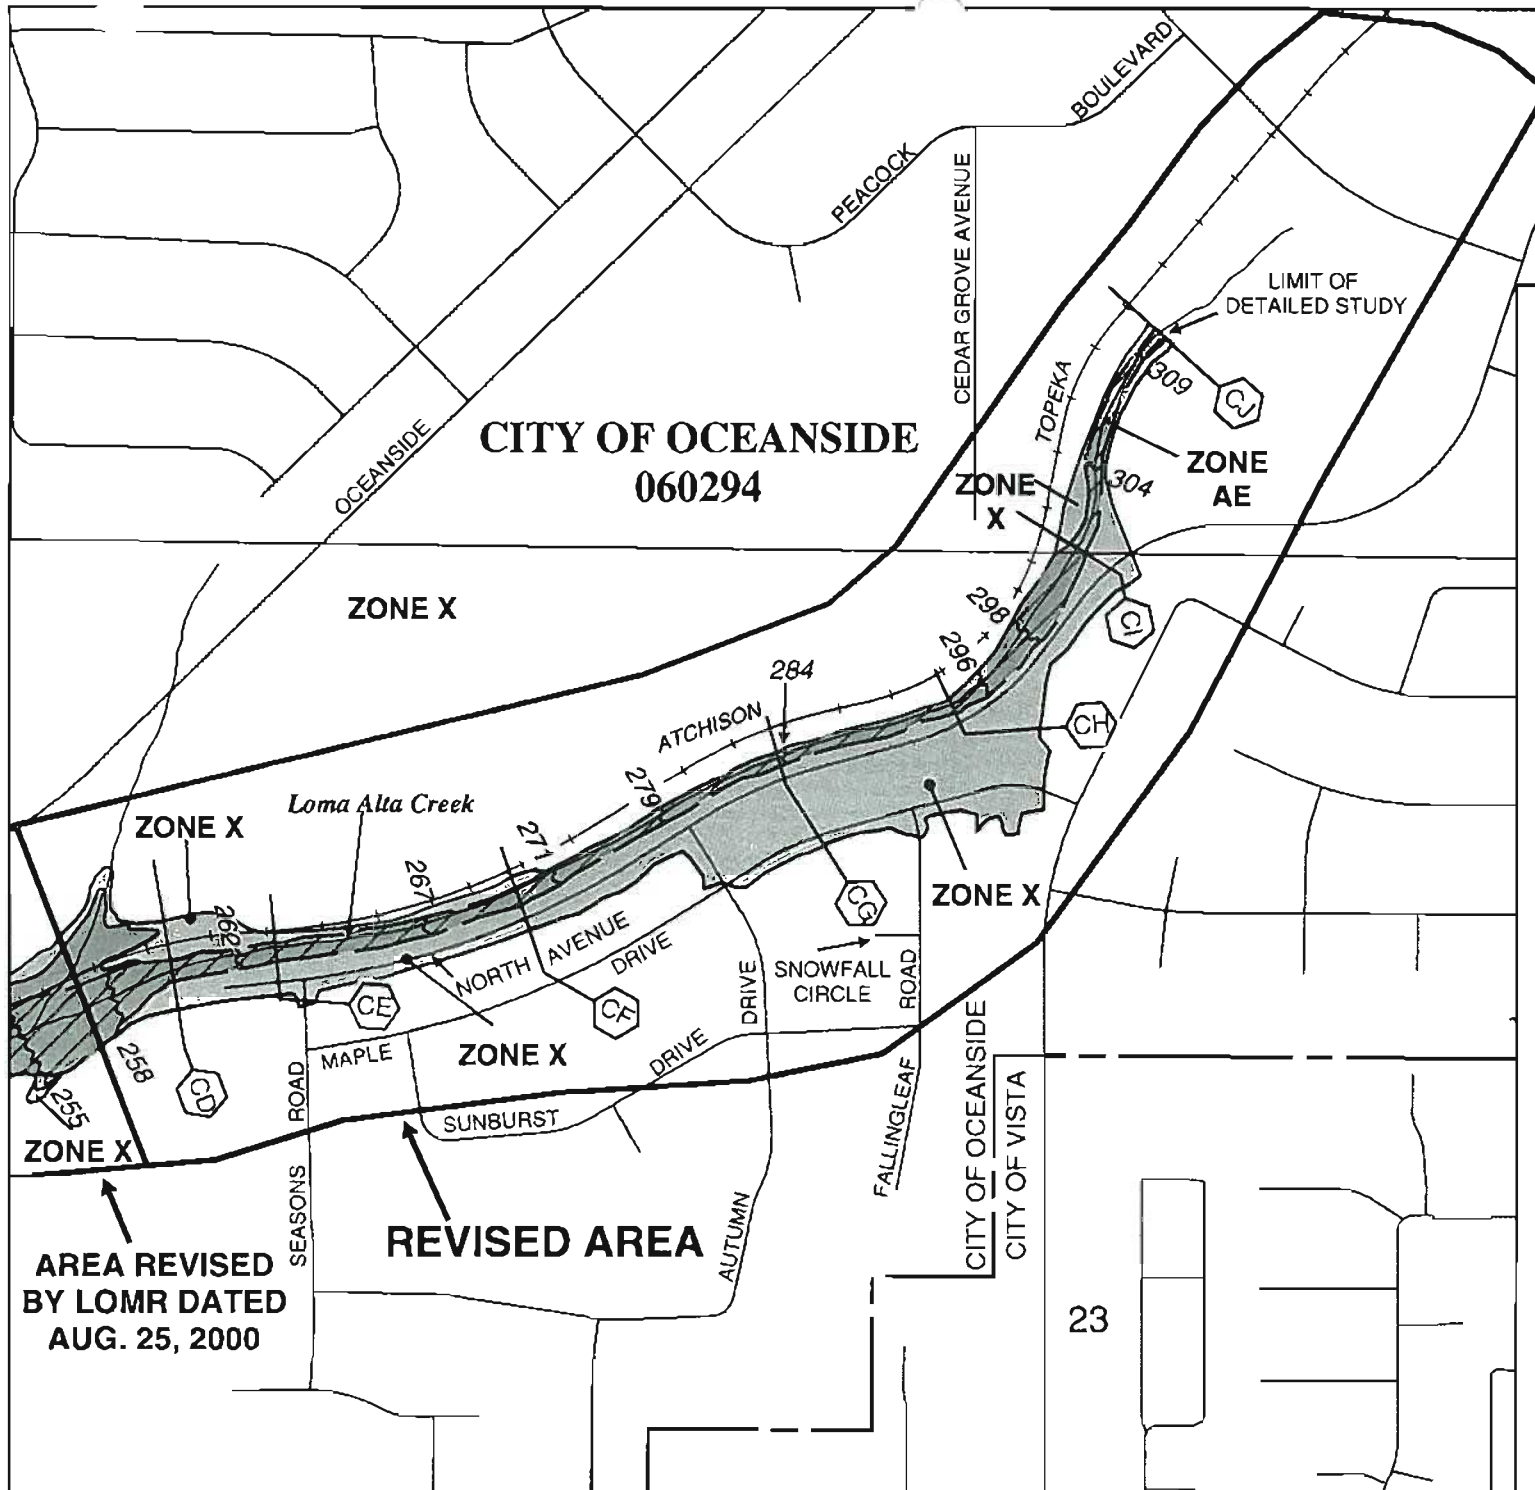 BOULEVARD
PEACOCK
CEDAR GROVE AVENUE
LIMIT OF
DETAILED STUDY
309
CJ
TOPEKA
OCEANSIDE
CITY OF OCEANSIDE
060294
ZONE
AE
304
ZONE
X
ZONE X
298
CI
296
284
CH
ATCHISON
279
Loma Alta Creek
ZONE X
271
267
ZONE X
CG
262
NORTH AVENUE
DRIVE
SNOWFALL
CIRCLE
ROAD
DRIVE
CE
CF
258
CD
255
MAPLE
ZONE X
DRIVE
ROAD
SUNBURST
ZONE X
FALLINGLEAF
CITY OF OCEANSIDE
CITY OF VISTA
SEASONS
REVISED AREA
AUTUMN
AREA REVISED
BY LOMR DATED
AUG. 25, 2000
23